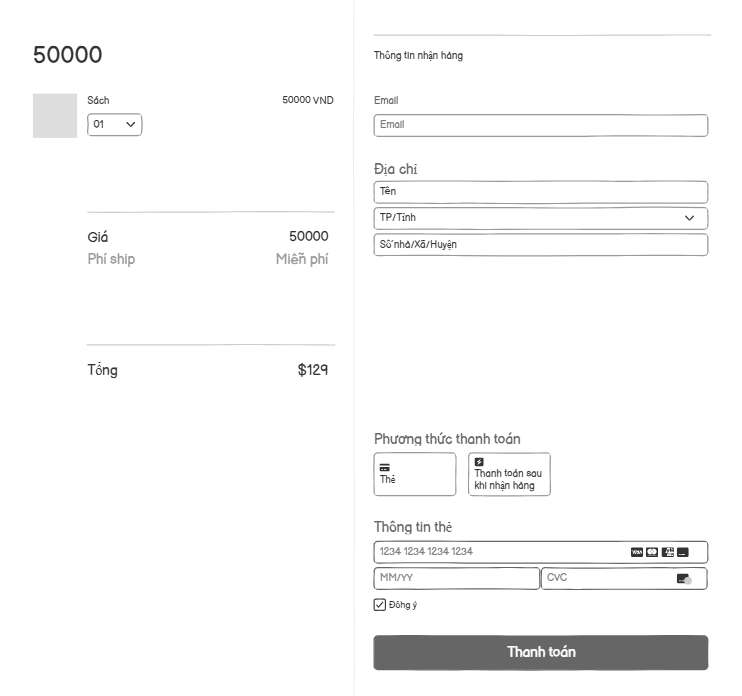 50000
Sách
50000 VND
01
Giá
50000
Phí ship
Miễn phí
Tổng
$129
Thông tin nhận hàng
Email
Email
Địa chỉ
Tên
TP/Tỉnh
Số nhà/Xã/Huyện
Phương thức thanh toán
Thẻ
Thanh toán sau
khi nhận hàng
Thông tin thẻ
1234 1234 1234 1234
VISA
MM/YY
CVC
Đồng ý
Thanh toán